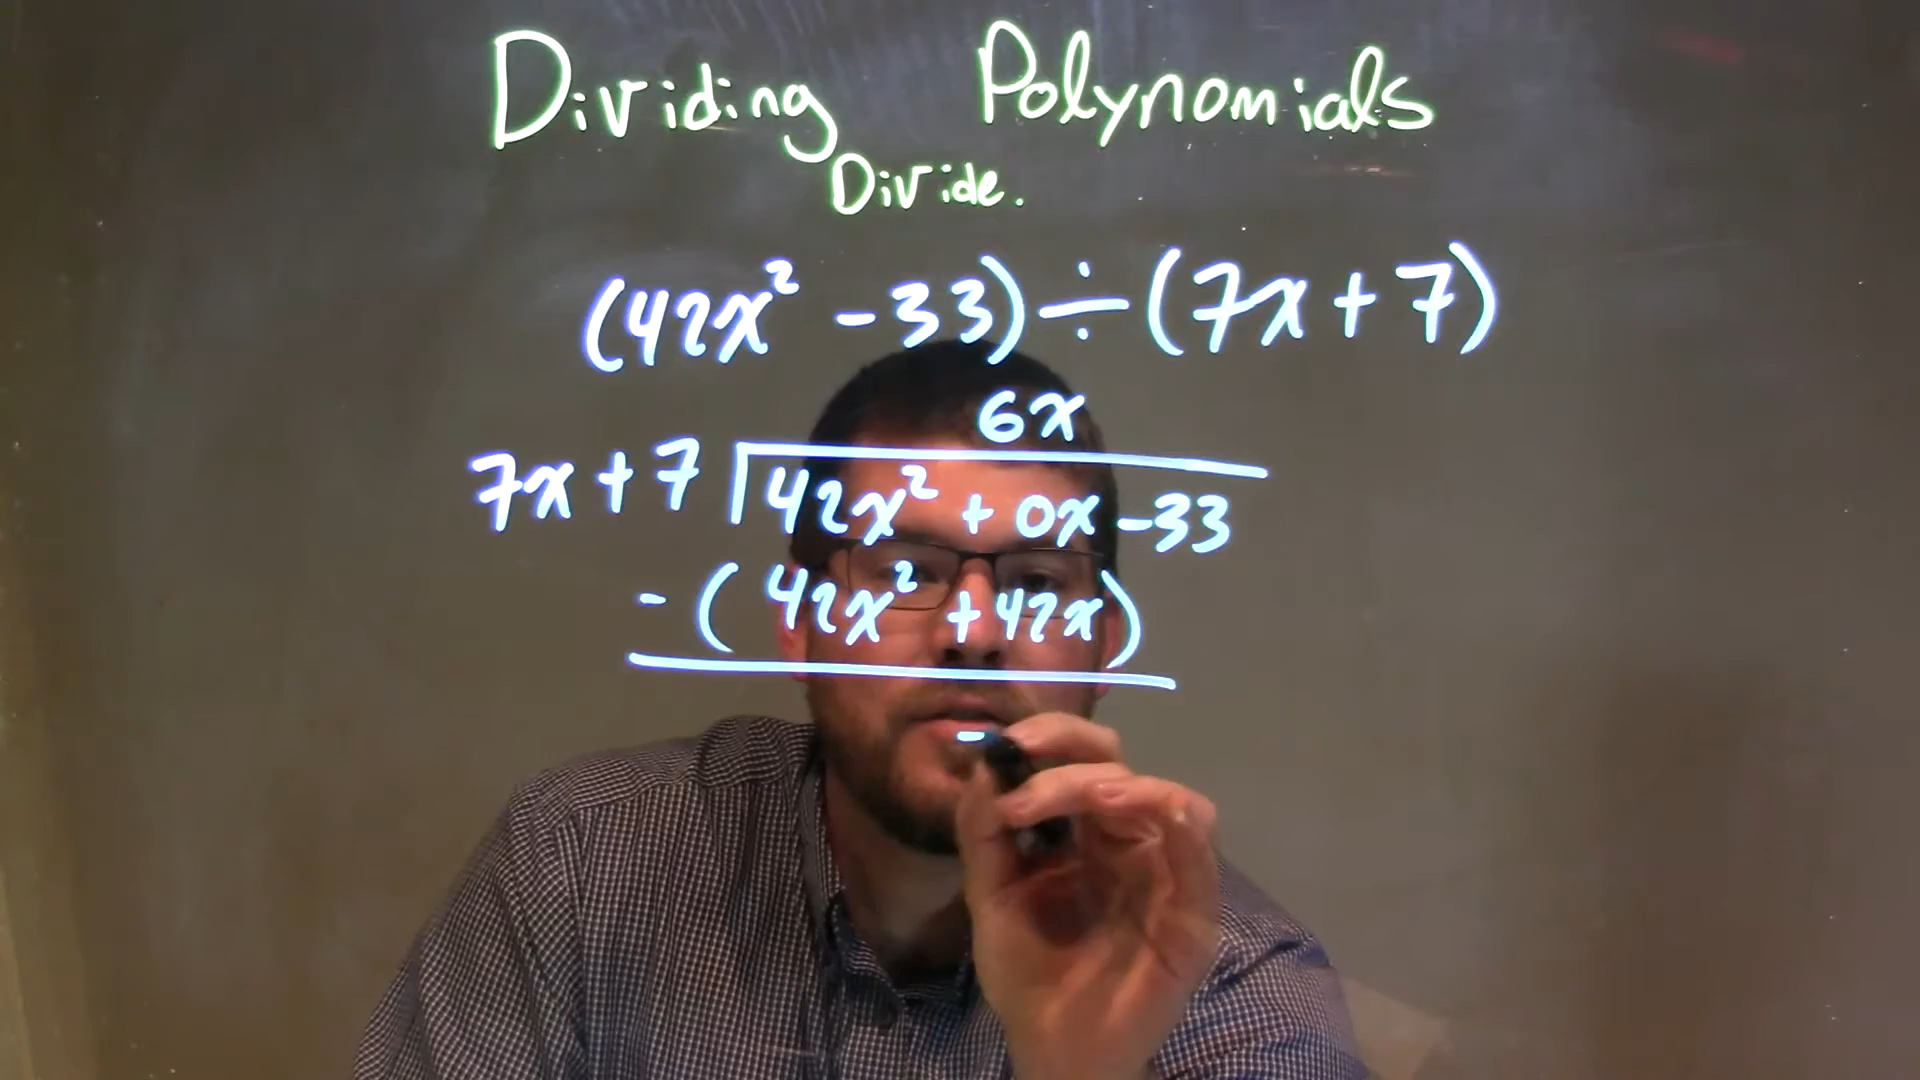 Dividing Polynomials
Divide.
(42x² - 33) ÷ (7x + 7)
6x
7x + 7 42x² + 0x - 33
- ( 42x² + 42x )
-